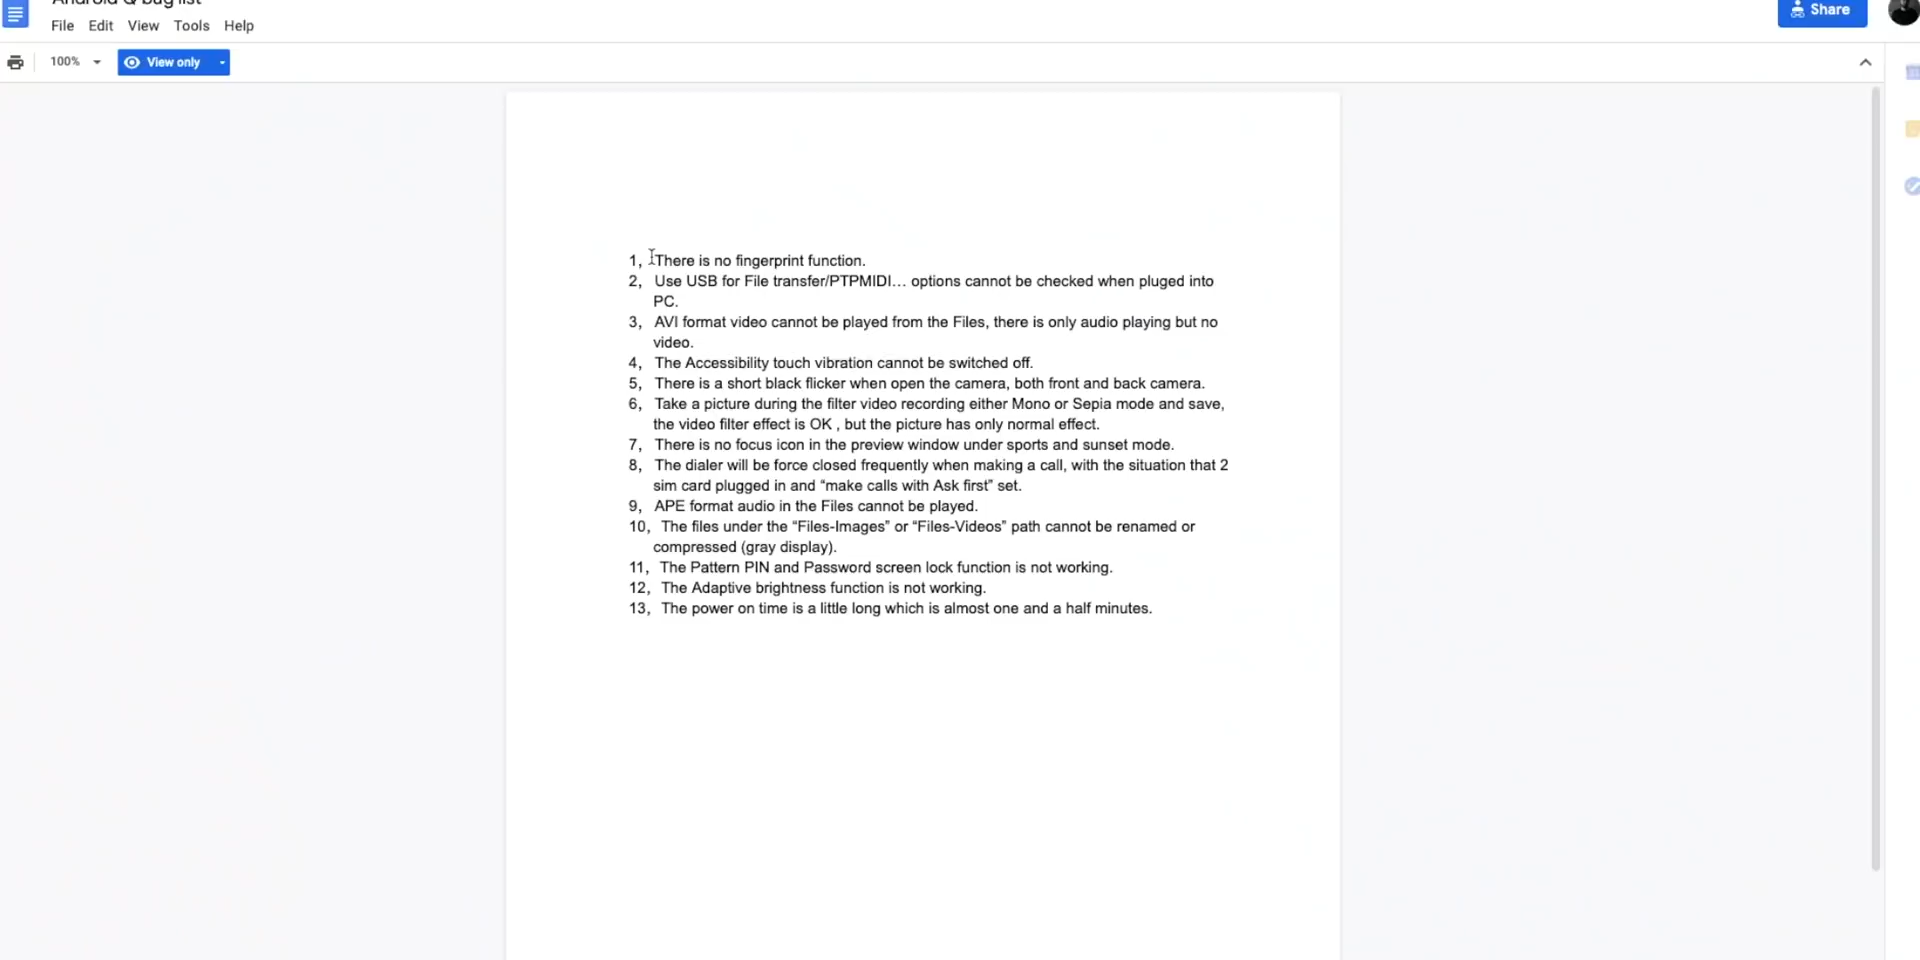 Android Q bug list
File Edit View Tools Help
Share
100% View only
1, There is no fingerprint function.
2, Use USB for File transfer/PTPMIDI... options cannot be checked when pluged into
PC.
3, AVI format video cannot be played from the Files, there is only audio playing but no
video.
4, The Accessibility touch vibration cannot be switched off.
5, There is a short black flicker when open the camera, both front and back camera.
6, Take a picture during the filter video recording either Mono or Sepia mode and save,
the video filter effect is OK , but the picture has only normal effect.
7, There is no focus icon in the preview window under sports and sunset mode.
8, The dialer will be force closed frequently when making a call, with the situation that 2
sim card plugged in and “make calls with Ask first” set.
9, APE format audio in the Files cannot be played.
10, The files under the “Files-Images” or “Files-Videos” path cannot be renamed or
compressed (gray display).
11, The Pattern PIN and Password screen lock function is not working.
12, The Adaptive brightness function is not working.
13, The power on time is a little long which is almost one and a half minutes.